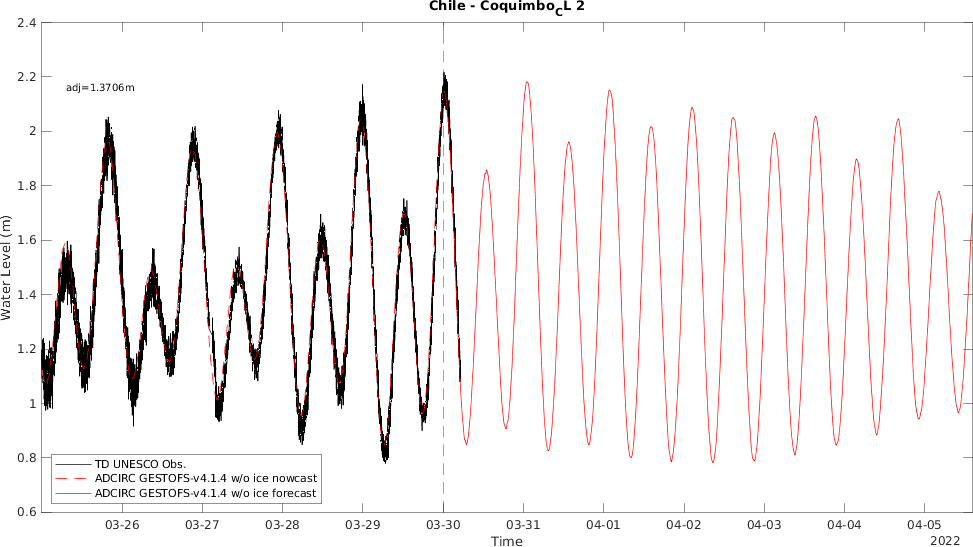 Chile - CoquimboCL 2
2.4
2.2
2
1.8
1.6
1.4
1.2
1
0.8
0.6
Water Level (m)
adj=1.3706m
TD UNESCO Obs.
ADCIRC GESTOFS-v4.1.4 w/o ice nowcast
ADCIRC GESTOFS-v4.1.4 w/o ice forecast
03-26 03-27 03-28 03-29 03-30 03-31 04-01 04-02 04-03 04-04 04-05
Time
2022